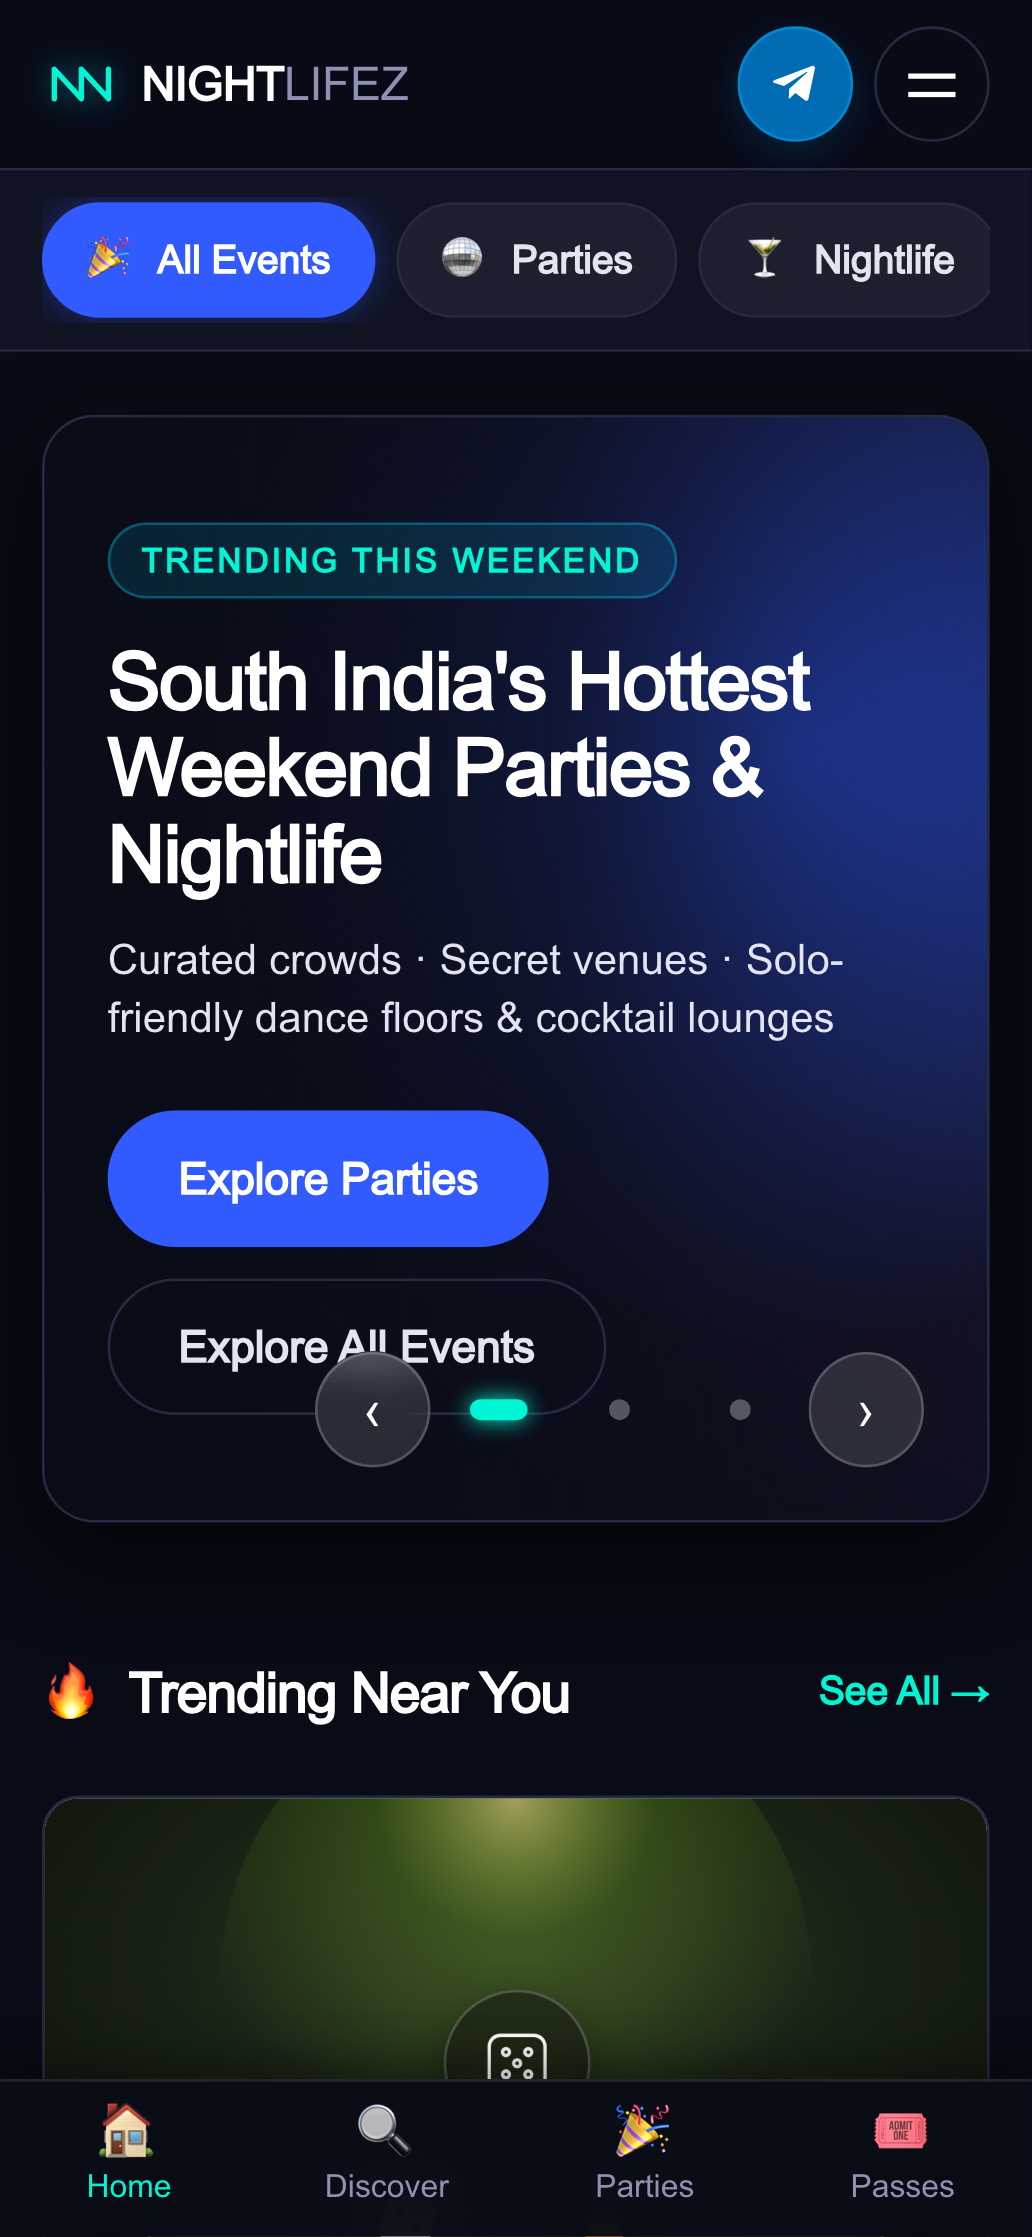 NIGHTLIFEZ
🎉 All Events
🪩 Parties
🍸 Nightlife
TRENDING THIS WEEKEND
South India's Hottest
Weekend Parties &
Nightlife
Curated crowds · Secret venues · Solo-
friendly dance floors & cocktail lounges
Explore Parties
Explore All Events
‹
›
🔥 Trending Near You
See All →
ADMIT
ONE
Home
Discover
Parties
Passes